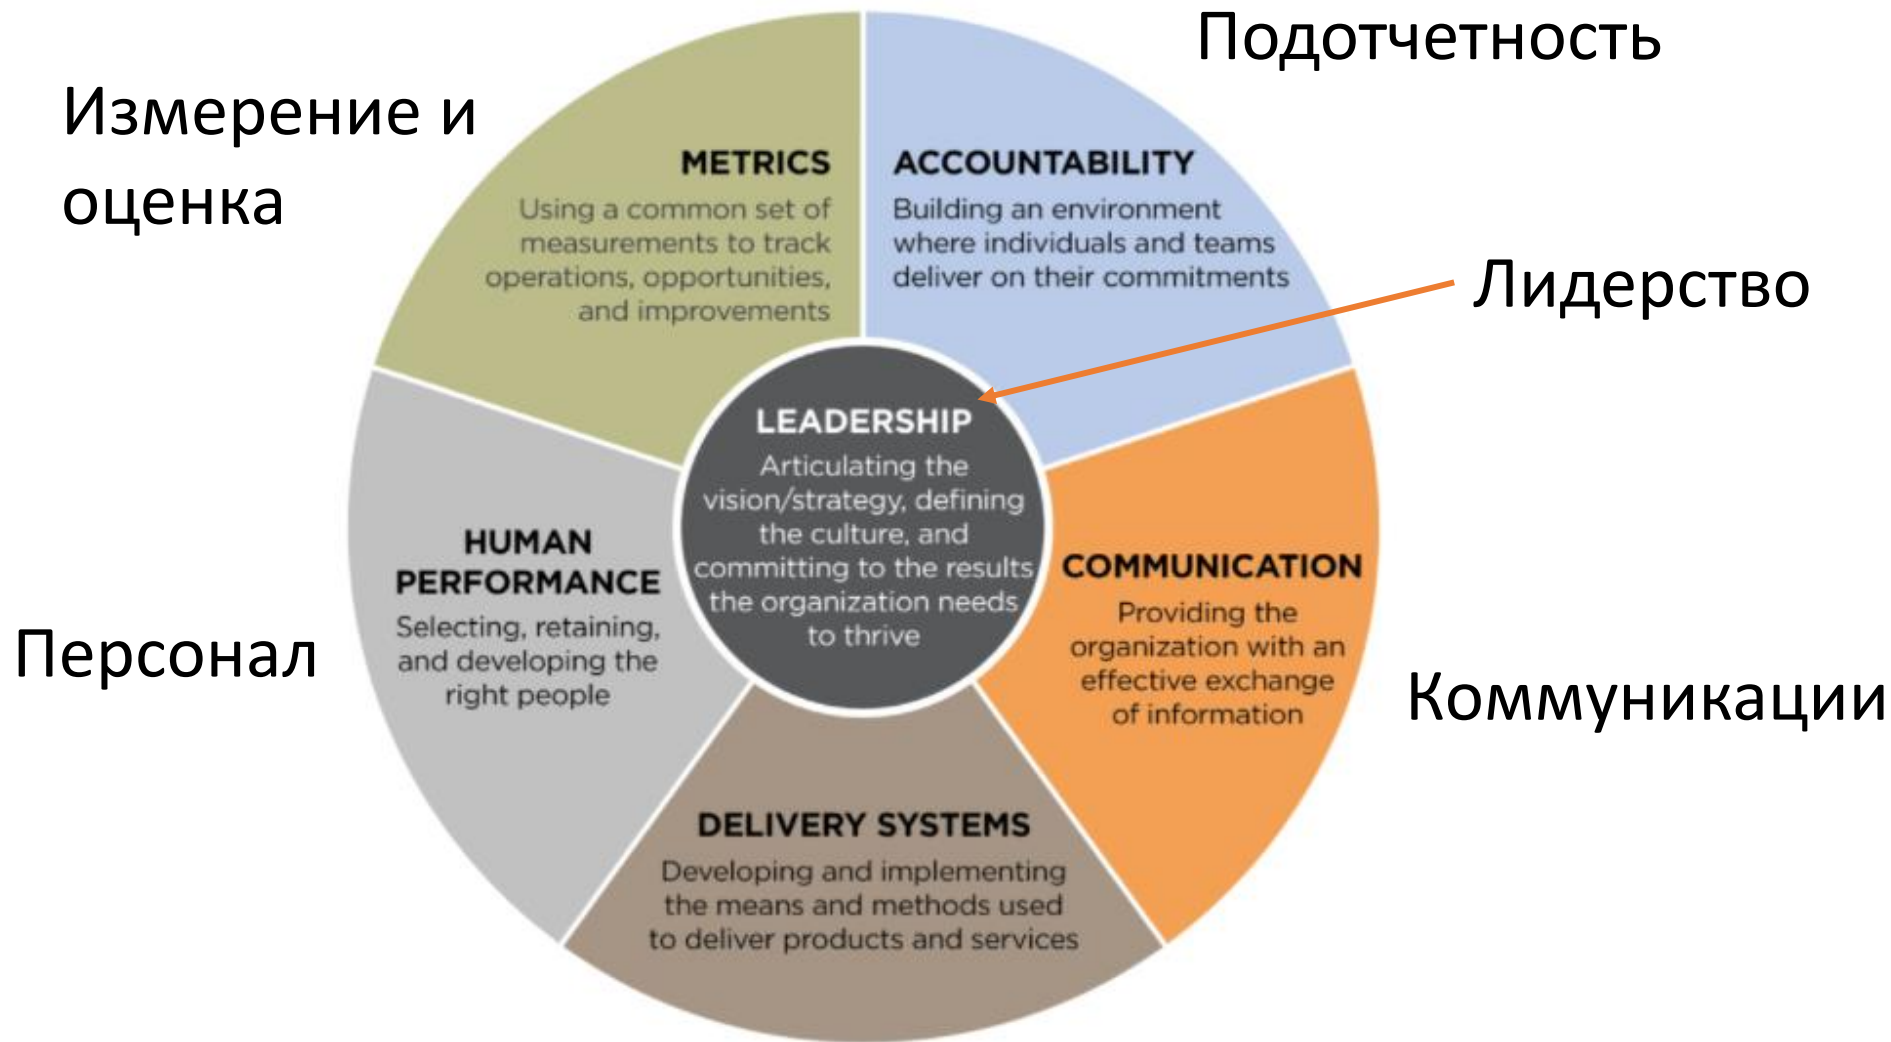 Подотчетность
Измерение и
оценка
METRICS
Using a common set of
measurements to track
operations, opportunities,
and improvements
ACCOUNTABILITY
Building an environment
where individuals and teams
deliver on their commitments
Лидерство
LEADERSHIP
Articulating the
vision/strategy, defining
the culture, and
committing to the results
the organization needs
to thrive
HUMAN
PERFORMANCE
Selecting, retaining,
and developing the
right people
Персонал
COMMUNICATION
Providing the
organization with an
effective exchange
of information
Коммуникации
DELIVERY SYSTEMS
Developing and implementing
the means and methods used
to deliver products and services